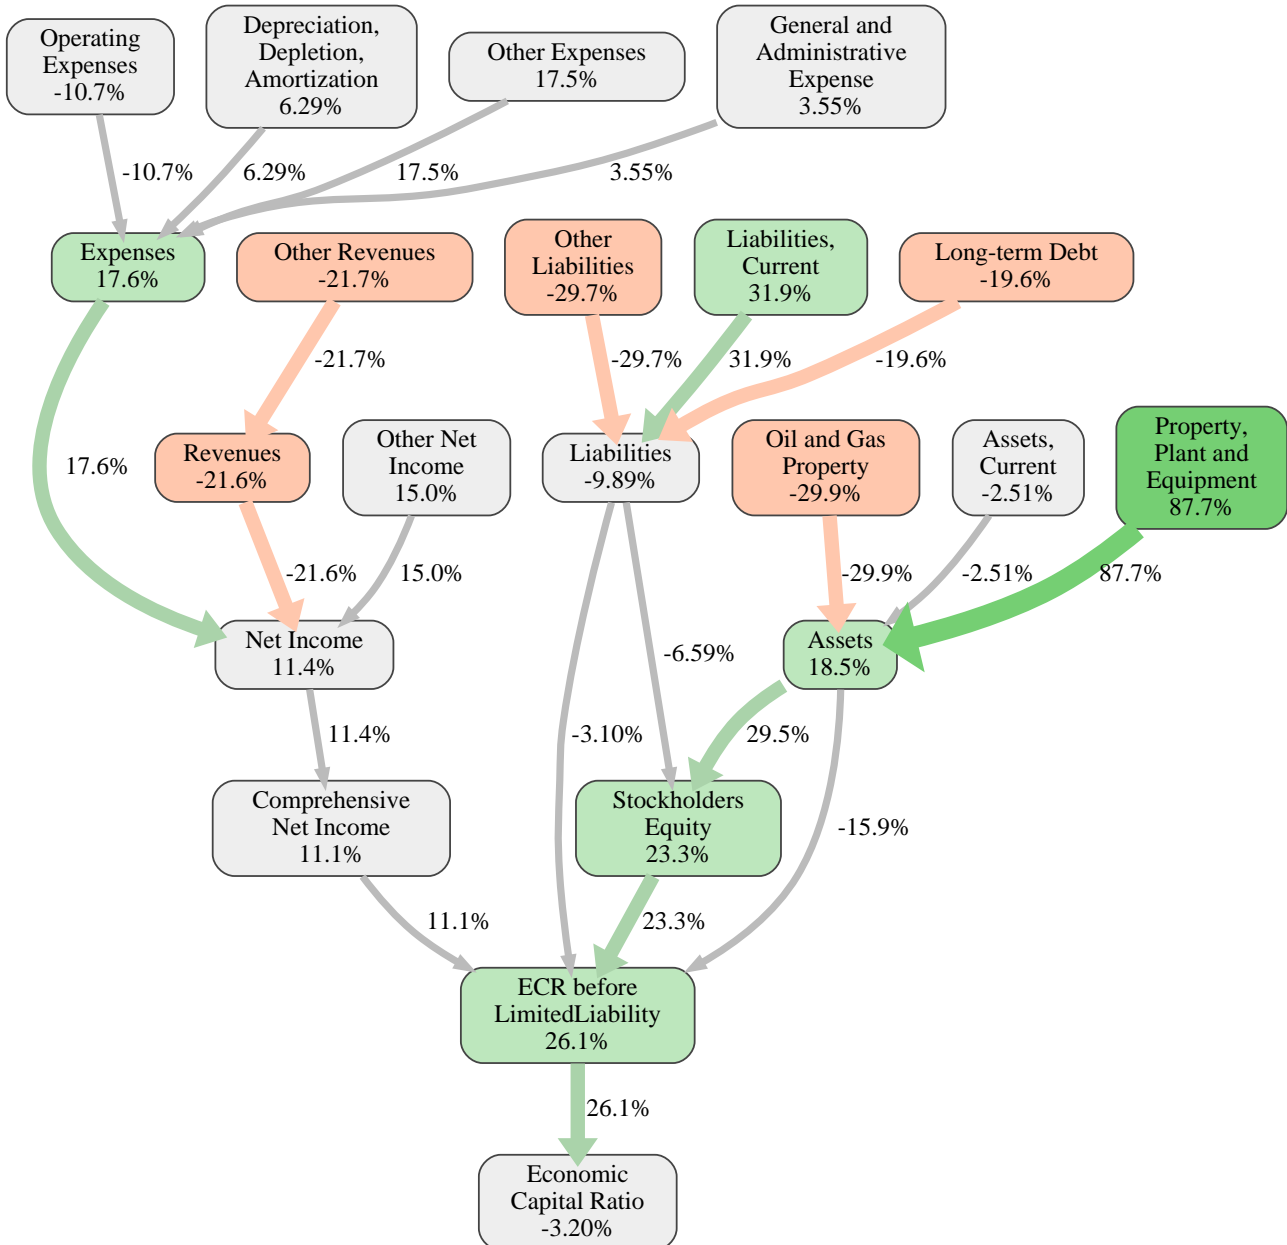 Operating
Expenses
-10.7%
Depreciation,
Depletion,
Amortization
6.29%
Other Expenses
17.5%
General and
Administrative
Expense
3.55%
-10.7%
6.29%
17.5%
3.55%
Expenses
17.6%
Other Revenues
-21.7%
Other
Liabilities
-29.7%
Liabilities,
Current
31.9%
Long-term Debt
-19.6%
-21.7%
-29.7%
31.9%
-19.6%
17.6%
Revenues
-21.6%
Other Net
Income
15.0%
Liabilities
-9.89%
Oil and Gas
Property
-29.9%
Assets,
Current
-2.51%
Property,
Plant and
Equipment
87.7%
-21.6%
15.0%
-29.9%
-2.51%
87.7%
Net Income
11.4%
-6.59%
Assets
18.5%
11.4%
-3.10%
29.5%
Comprehensive
Net Income
11.1%
Stockholders
Equity
23.3%
-15.9%
11.1%
23.3%
ECR before
LimitedLiability
26.1%
26.1%
Economic
Capital Ratio
-3.20%